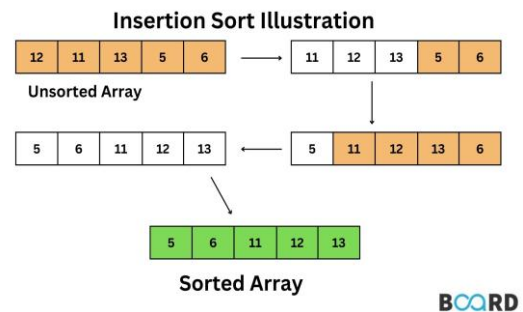 Insertion Sort Illustration
12 11 13 5 6
11 12 13 5 6
Unsorted Array
5 6 11 12 13
5 11 12 13 6
5 6 11 12 13
Sorted Array
BOARD